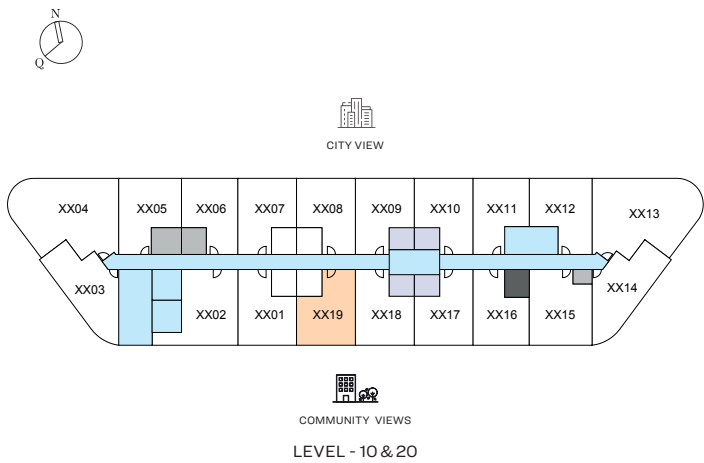 N
Q
CITY VIEW
XX04 XX05 XX06 XX07 XX08 XX09 XX10 XX11 XX12 XX13
XX03 XX02 XX01 XX19 XX18 XX17 XX16 XX15 XX14
COMMUNITY VIEWS
LEVEL - 10 & 20